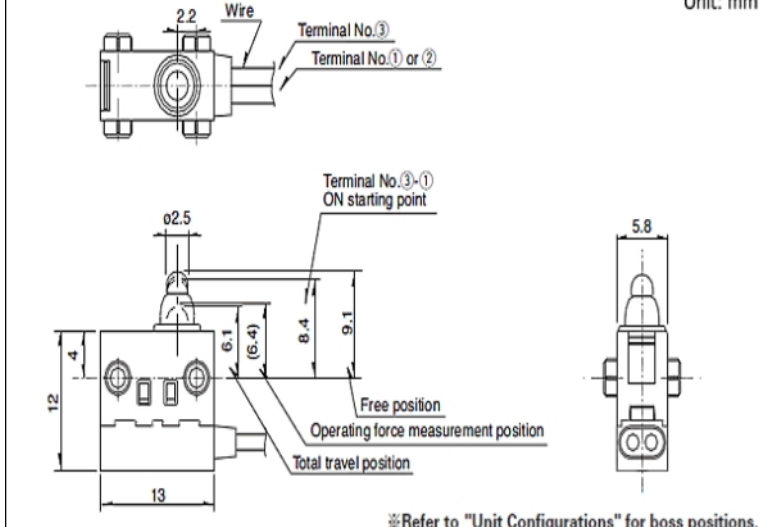 Unit: mm
2.2
Wire
Terminal No.③
Terminal No.① or ②
Terminal No.③-①
ON starting point
ø2.5
5.8
4
12
6.1
(6.4)
8.4
9.1
Free position
Operating force measurement position
Total travel position
13
※Refer to "Unit Configurations" for boss positions.